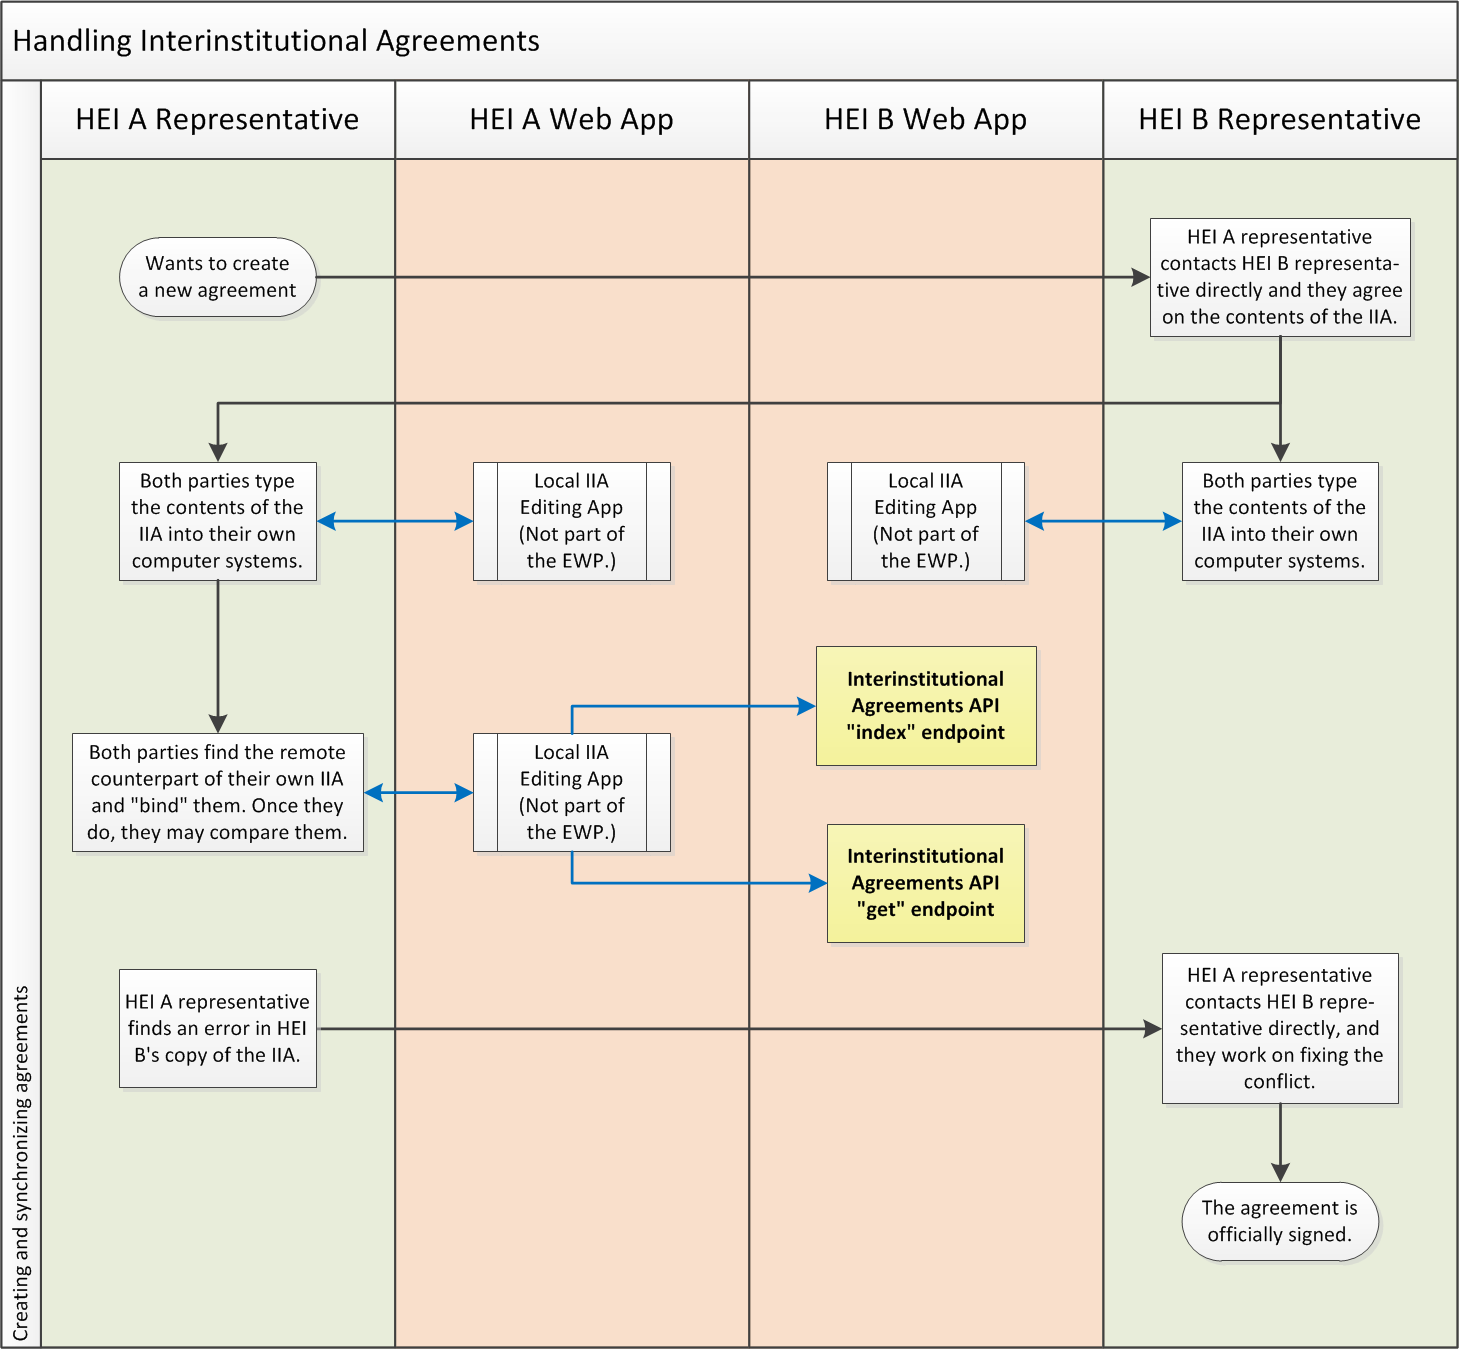 Handling Interinstitutional Agreements
HEI A Representative
HEI A Web App
HEI B Web App
HEI B Representative
Creating and synchronizing agreements
Wants to create
a new agreement
HEI A representative
contacts HEI B representa-
tive directly and they agree
on the contents of the IIA.
Both parties type
the contents of the
IIA into their own
computer systems.
Local IIA
Editing App
(Not part of
the EWP.)
Local IIA
Editing App
(Not part of
the EWP.)
Both parties type
the contents of the
IIA into their own
computer systems.
Both parties find the remote
counterpart of their own IIA
and "bind" them. Once they
do, they may compare them.
Local IIA
Editing App
(Not part of
the EWP.)
Interinstitutional
Agreements API
"index" endpoint
Interinstitutional
Agreements API
"get" endpoint
HEI A representative
finds an error in HEI
B's copy of the IIA.
HEI A representative
contacts HEI B repre-
sentative directly, and
they work on fixing the
conflict.
The agreement is
officially signed.